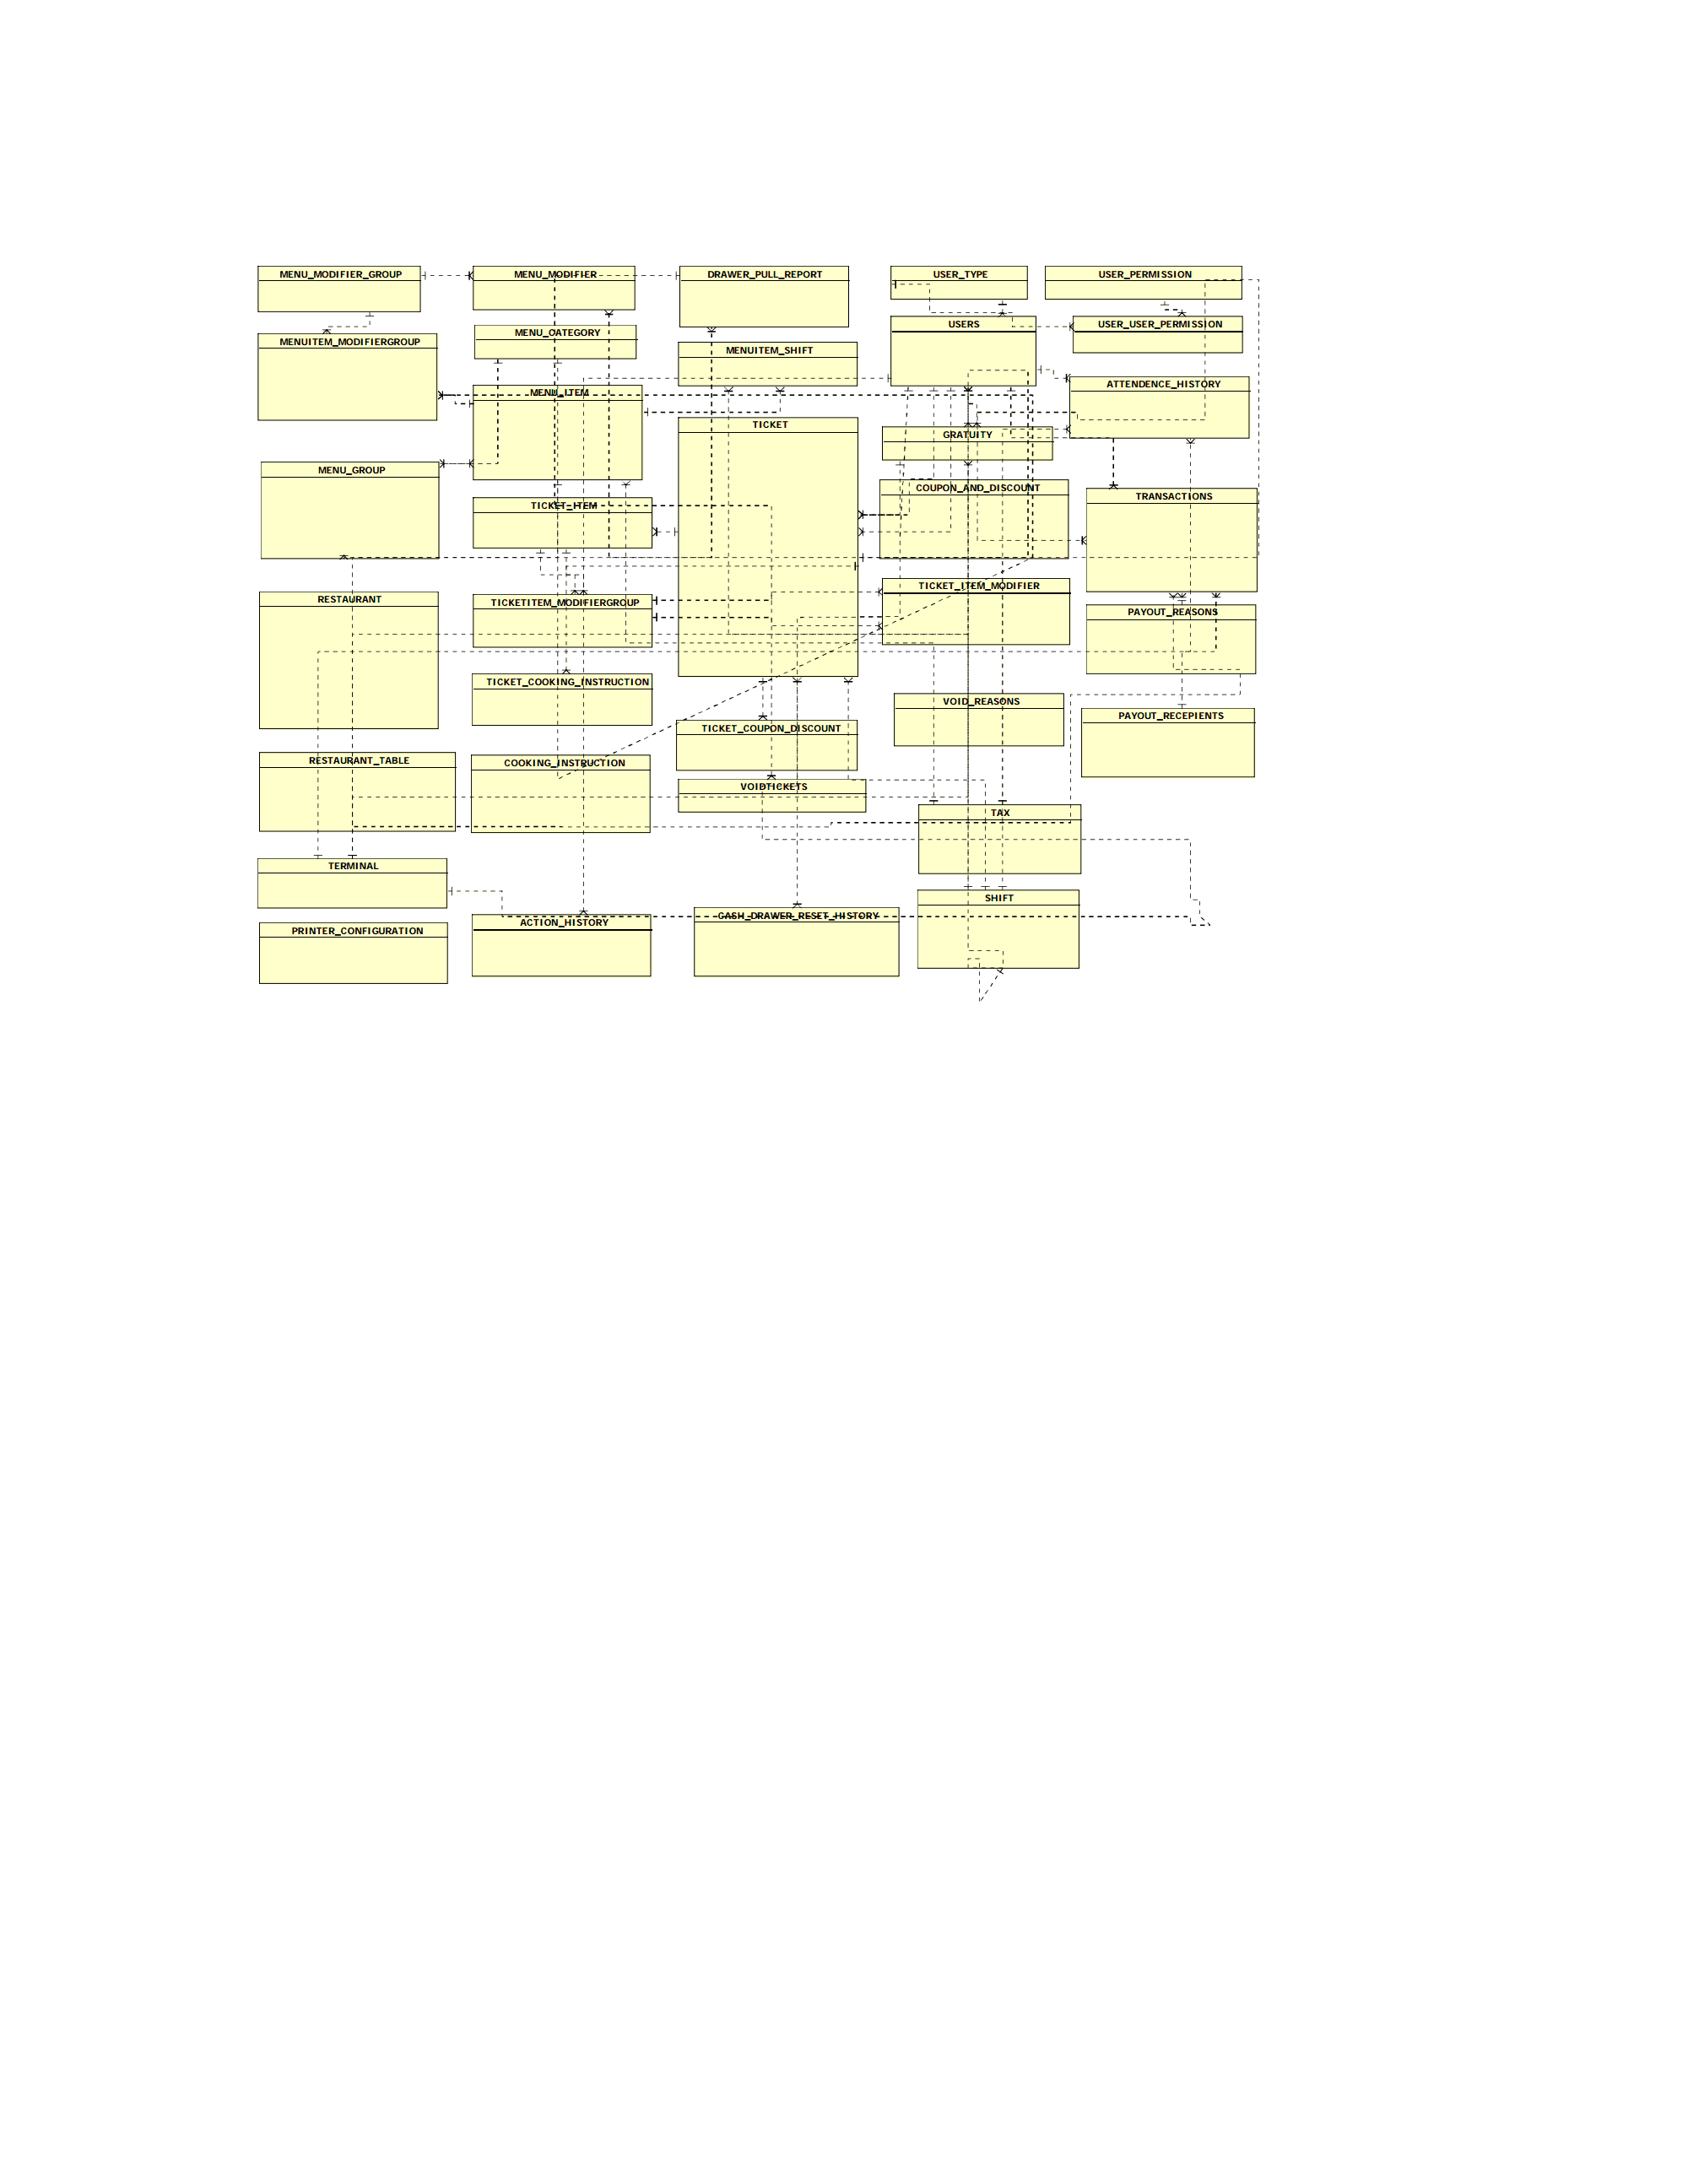 MENU_MODIFIER_GROUP
MENU_MODIFIER
DRAWER_PULL_REPORT
USER_TYPE
USER_PERMISSION
MENUITEM_MODIFIERGROUP
MENU_CATEGORY
MENUITEM_SHIFT
USERS
USER_USER_PERMISSION
MENU_ITEM
TICKET
ATTENDENCE_HISTORY
GRATUITY
MENU_GROUP
TICKET_ITEM
COUPON_AND_DISCOUNT
TRANSACTIONS
RESTAURANT
TICKETITEM_MODIFIERGROUP
TICKET_ITEM_MODIFIER
PAYOUT_REASONS
TICKET_COOKING_INSTRUCTION
VOID_REASONS
PAYOUT_RECEPIENTS
TICKET_COUPON_DISCOUNT
RESTAURANT_TABLE
COOKING_INSTRUCTION
VOIDTICKETS
TAX
TERMINAL
SHIFT
PRINTER_CONFIGURATION
ACTION_HISTORY
CASH_DRAWER_RESET_HISTORY